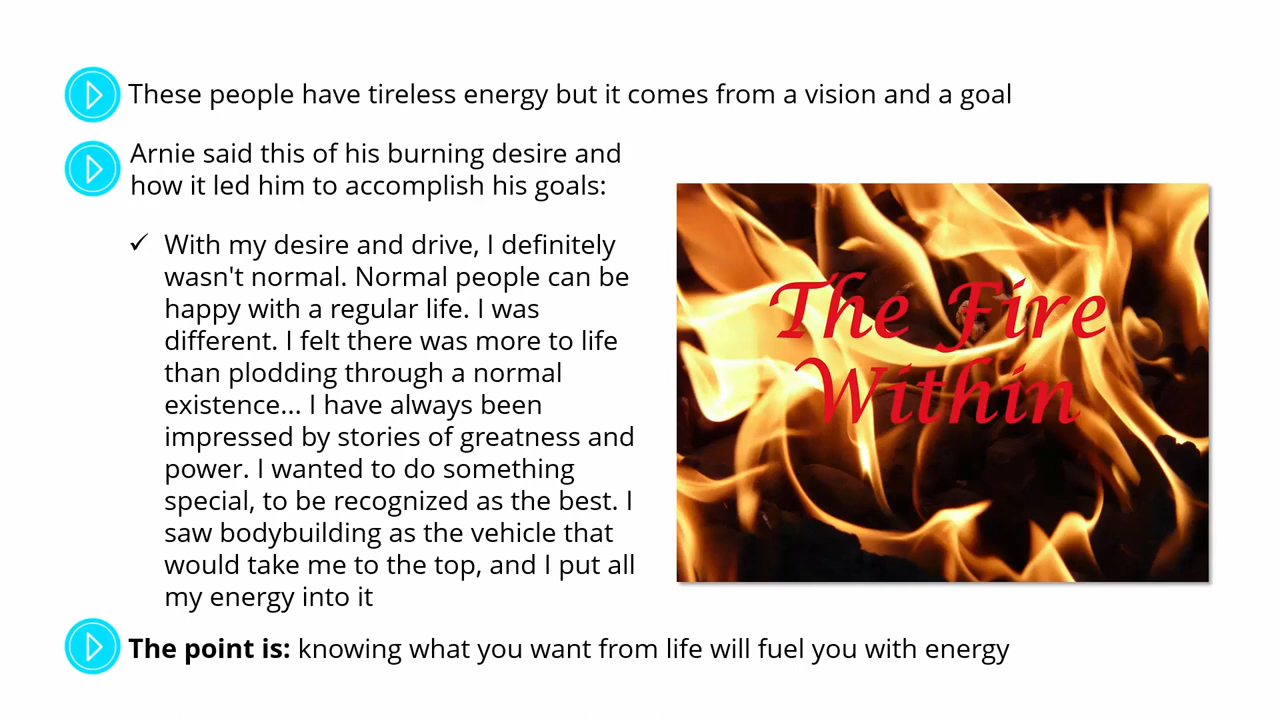 These people have tireless energy but it comes from a vision and a goal
Arnie said this of his burning desire and
how it led him to accomplish his goals:
With my desire and drive, I definitely
wasn't normal. Normal people can be
happy with a regular life. I was
different. I felt there was more to life
than plodding through a normal
existence... I have always been
impressed by stories of greatness and
power. I wanted to do something
special, to be recognized as the best. I
saw bodybuilding as the vehicle that
would take me to the top, and I put all
my energy into it
The Fire
Within
The point is: knowing what you want from life will fuel you with energy